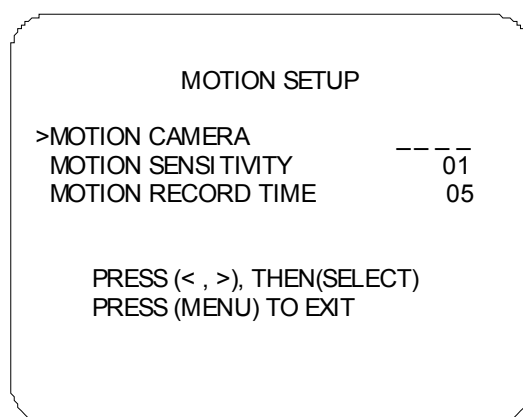 MOTION SETUP
>MOTION CAMERA _ _ _ _
MOTION SENSITIVITY 01
MOTION RECORD TIME 05
PRESS (< , >), THEN(SELECT)
PRESS (MENU) TO EXIT